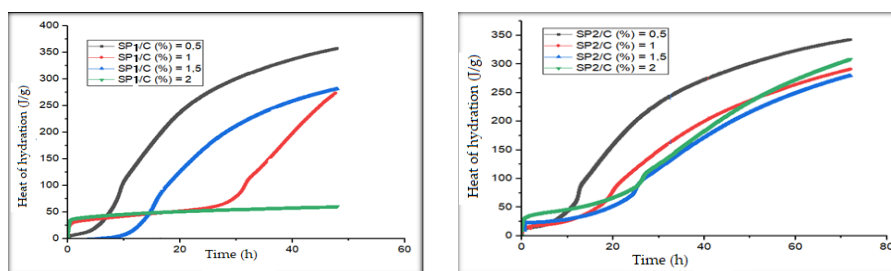 400
350
300
250
200
150
100
50
0
Heat of hydration (J/g)
SP1/C (%) = 0,5
SP1/C (%) = 1
SP1/C (%) = 1,5
SP1/C (%) = 2
0
20
40
60
Time (h)
350
300
250
200
150
100
50
0
Heat of hydration (J/g)
SP2/C (%) = 0,5
SP2/C (%) = 1
SP2/C (%) = 1,5
SP2/C (%) = 2
0
20
40
60
80
Time (h)